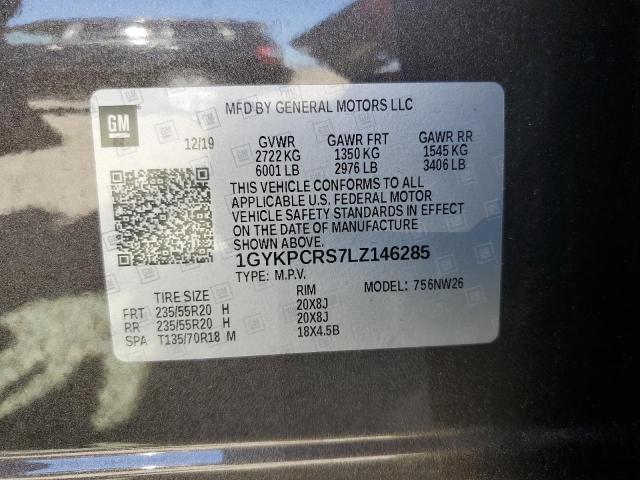 GM
MFD BY GENERAL MOTORS LLC
12/19 GVWR GAWR FRT GAWR RR
2722 KG 1350 KG 1545 KG
6001 LB 2976 LB 3406 LB
THIS VEHICLE CONFORMS TO ALL
APPLICABLE U.S. FEDERAL MOTOR
VEHICLE SAFETY STANDARDS IN EFFECT
ON THE DATE OF MANUFACTURE
SHOWN ABOVE.
1GYKPCRS7LZ146285
TYPE: M.P.V. MODEL: 756NW26
TIRE SIZE RIM
FRT 235/55R20 H 20X8J
RR 235/55R20 H 20X8J
SPA T135/70R18 M 18X4.5B